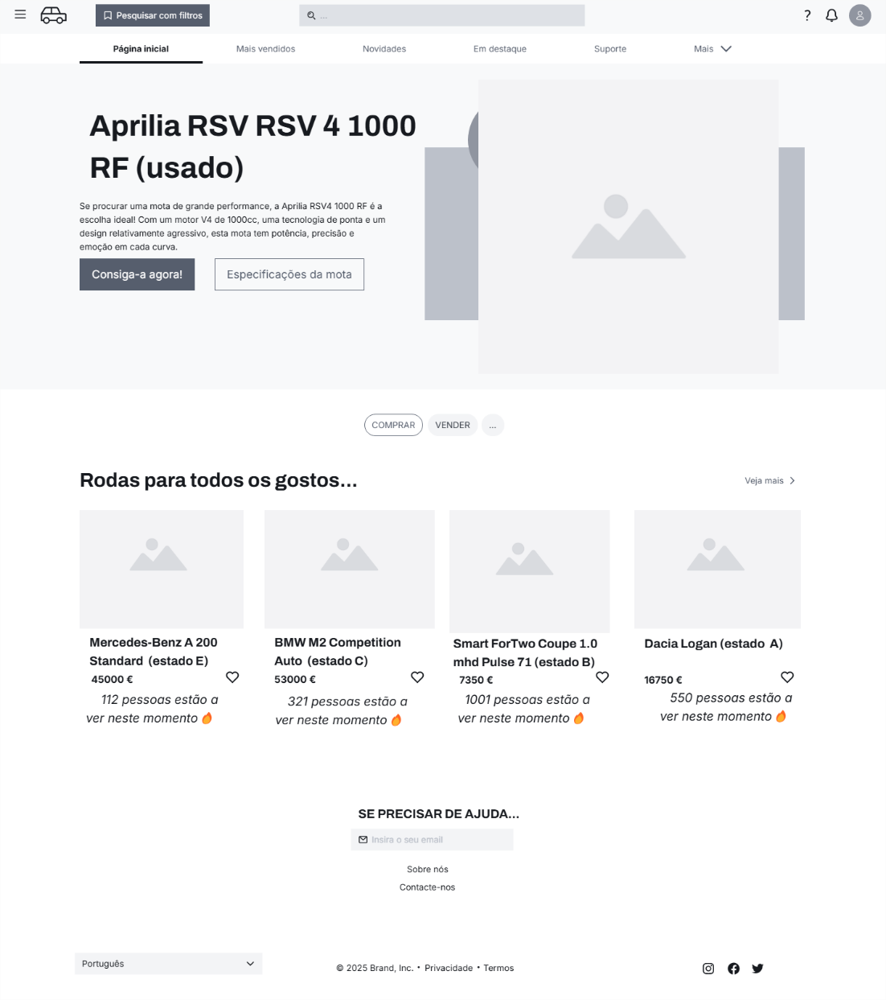 Pesquisar com filtros
...
?
Página inicial
Mais vendidos
Novidades
Em destaque
Suporte
Mais
Aprilia RSV RSV 4 1000
RF (usado)
Se procurar uma mota de grande performance, a Aprilia RSV4 1000 RF é a
escolha ideal! Com um motor V4 de 1000cc, uma tecnologia de ponta e um
design relativamente agressivo, esta mota tem potência, precisão e
emoção em cada curva.
Consiga-a agora!
Especificações da mota
COMPRAR
VENDER
...
Rodas para todos os gostos...
Veja mais
Mercedes-Benz A 200
Standard (estado E)
45000 €
112 pessoas estão a
ver neste momento 🔥
BMW M2 Competition
Auto (estado C)
53000 €
321 pessoas estão a
ver neste momento 🔥
Smart ForTwo Coupe 1.0
mhd Pulse 71 (estado B)
7350 €
1001 pessoas estão a
ver neste momento 🔥
Dacia Logan (estado A)
16750 €
550 pessoas estão a
ver neste momento 🔥
SE PRECISAR DE AJUDA...
Insira o seu email
Sobre nós
Contacte-nos
Português
© 2025 Brand, Inc. • Privacidade • Termos